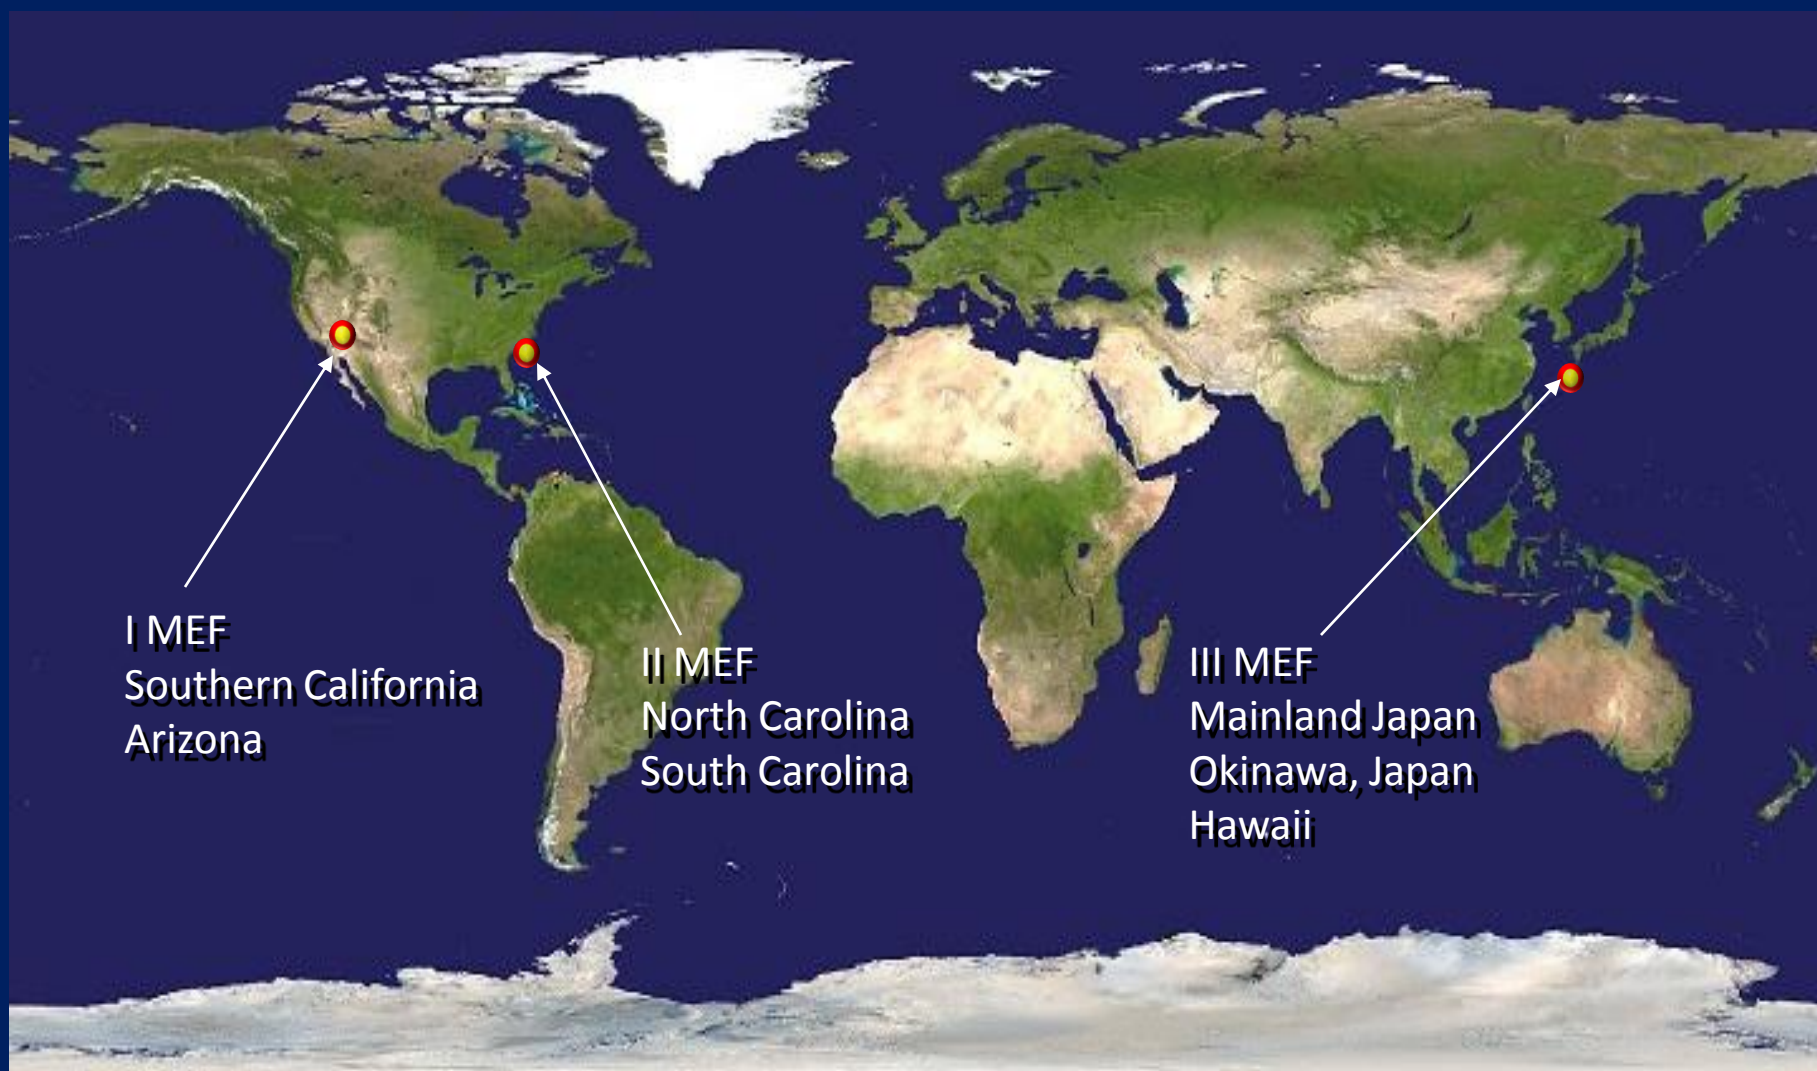 I MEF
Southern California
Arizona
II MEF
North Carolina
South Carolina
III MEF
Mainland Japan
Okinawa, Japan
Hawaii